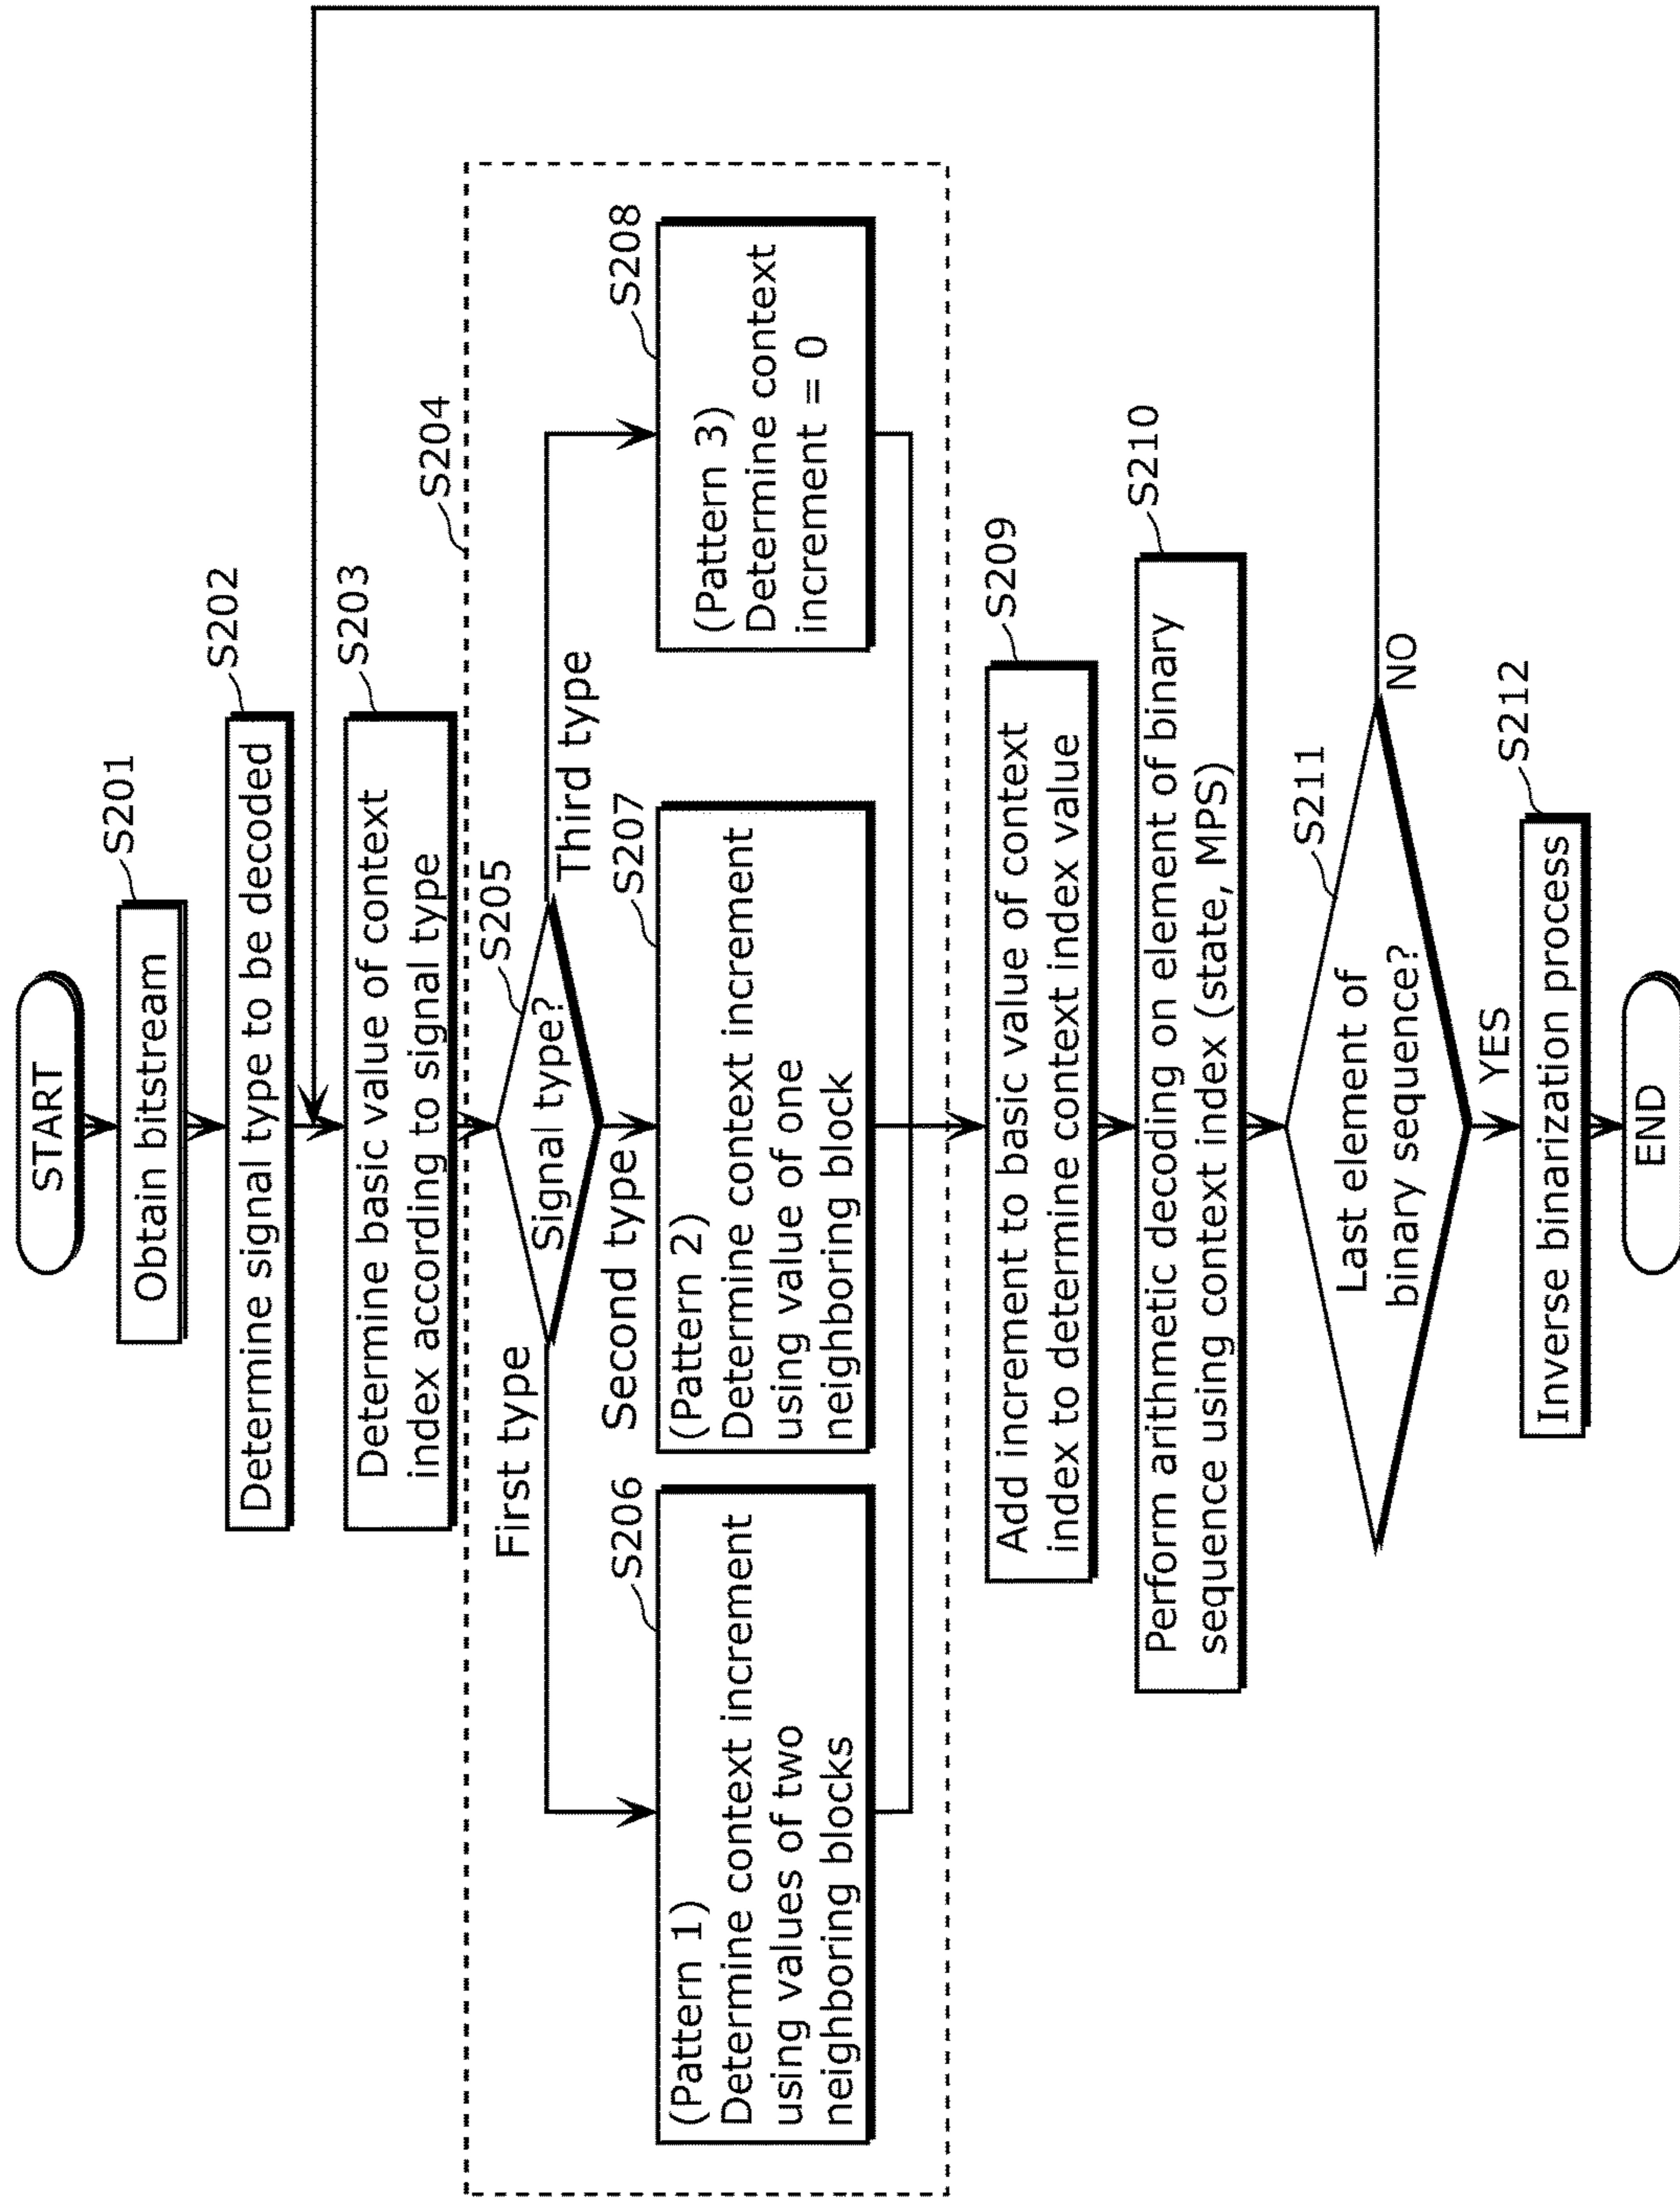 START
S201
Obtain bitstream
S202
Determine signal type to be decoded
S203
Determine basic value of context
index according to signal type
S204
S205
Signal type?
First type
Second type
Third type
S206
(Pattern 1)
Determine context increment
using values of two
neighboring blocks
S207
(Pattern 2)
Determine context increment
using value of one
neighboring block
S208
(Pattern 3)
Determine context
increment = 0
S209
Add increment to basic value of context
index to determine context index value
S210
Perform arithmetic decoding on element of binary
sequence using context index (state, MPS)
S211
Last element of
binary sequence?
NO
YES
S212
Inverse binarization process
END